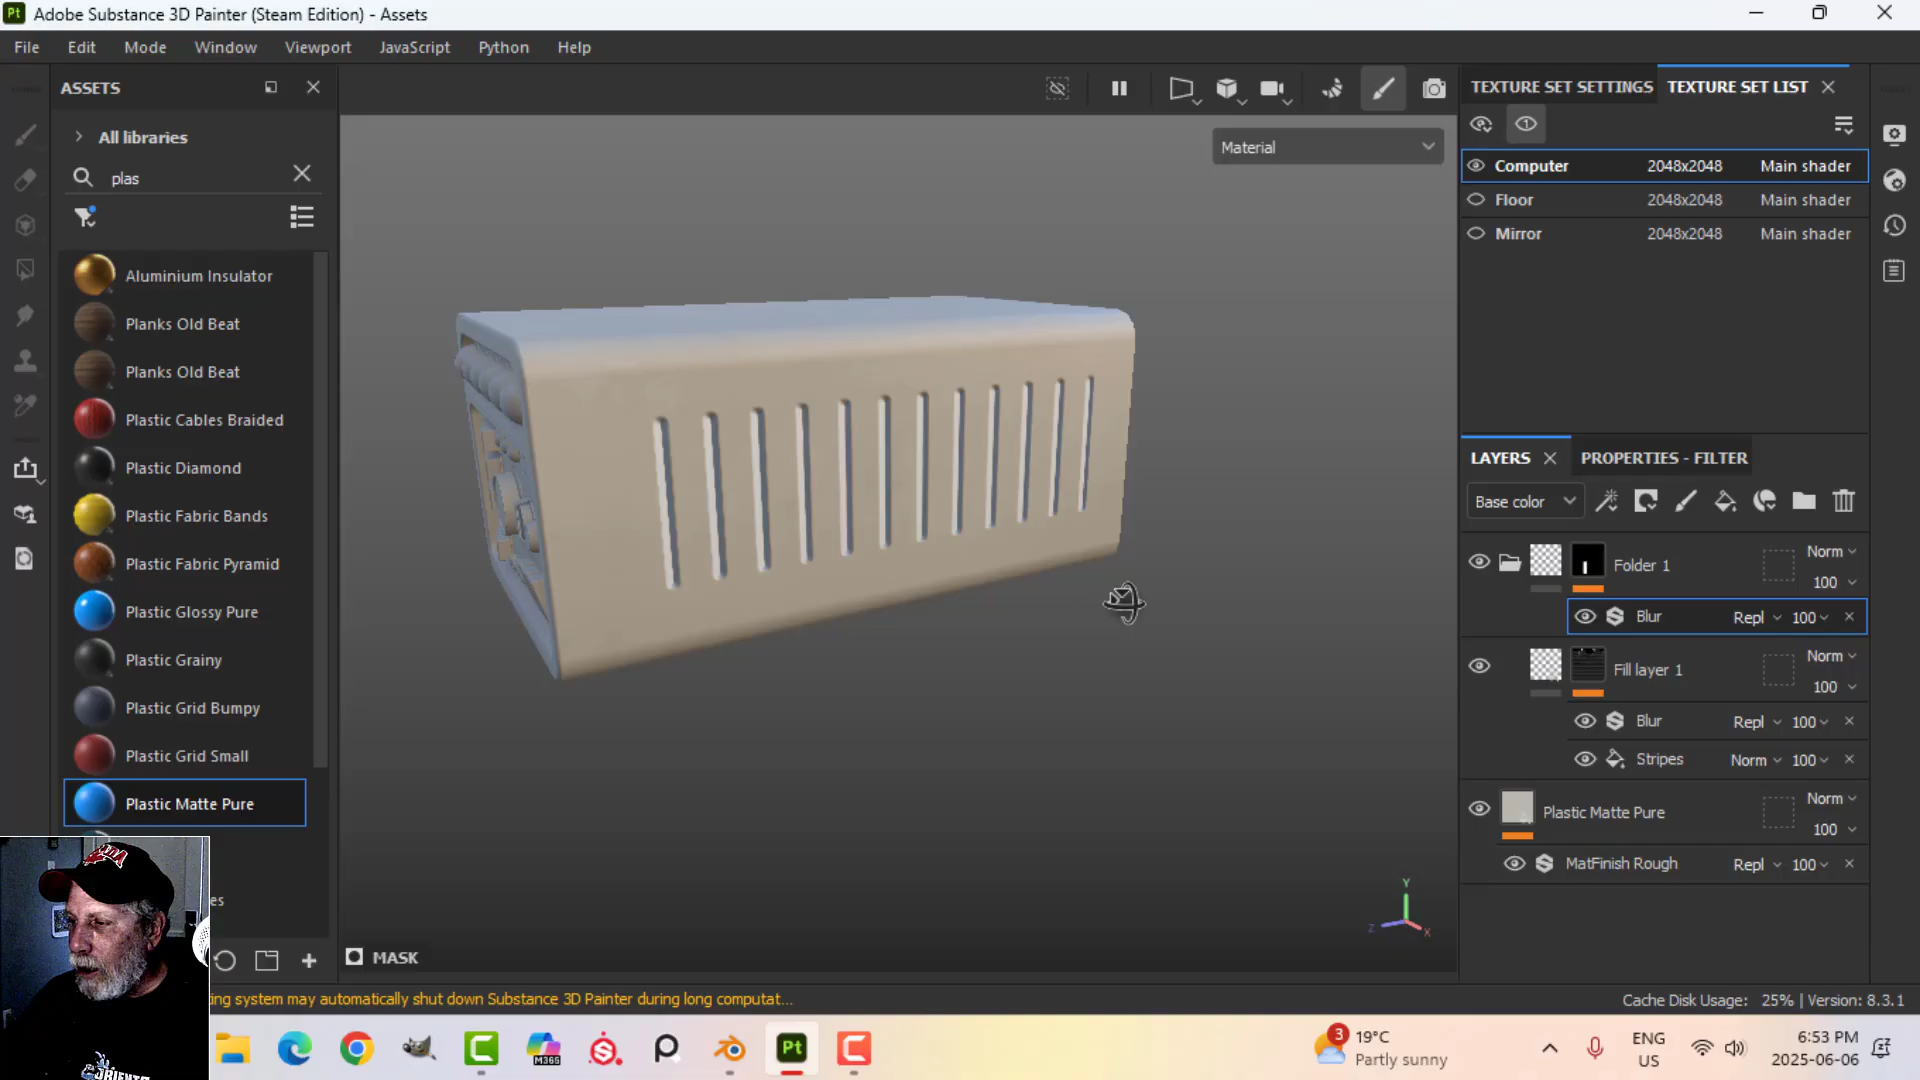 Pt Adobe Substance 3D Painter (Steam Edition) - Assets
File Edit Mode Window Viewport JavaScript Python Help
ASSETS
All libraries
plas
Aluminium Insulator
Planks Old Beat
Planks Old Beat
Plastic Cables Braided
Plastic Diamond
Plastic Fabric Bands
Plastic Fabric Pyramid
Plastic Glossy Pure
Plastic Grainy
Plastic Grid Bumpy
Plastic Grid Small
Plastic Matte Pure
es
Material
Y
Z
X
MASK
TEXTURE SET SETTINGS TEXTURE SET LIST
1
Computer 2048x2048 Main shader
Floor 2048x2048 Main shader
Mirror 2048x2048 Main shader
LAYERS PROPERTIES - FILTER
Base color
Folder 1 Norm
100
Blur Repl 100
Fill layer 1 Norm
100
Blur Repl 100
Stripes Norm 100
Plastic Matte Pure Norm
100
MatFinish Rough Repl 100
ing system may automatically shut down Substance 3D Painter during long computat...
Cache Disk Usage: 25% | Version: 8.3.1
M365
Pt
3
19°C
Partly sunny
ENG
US
6:53 PM
2025-06-06